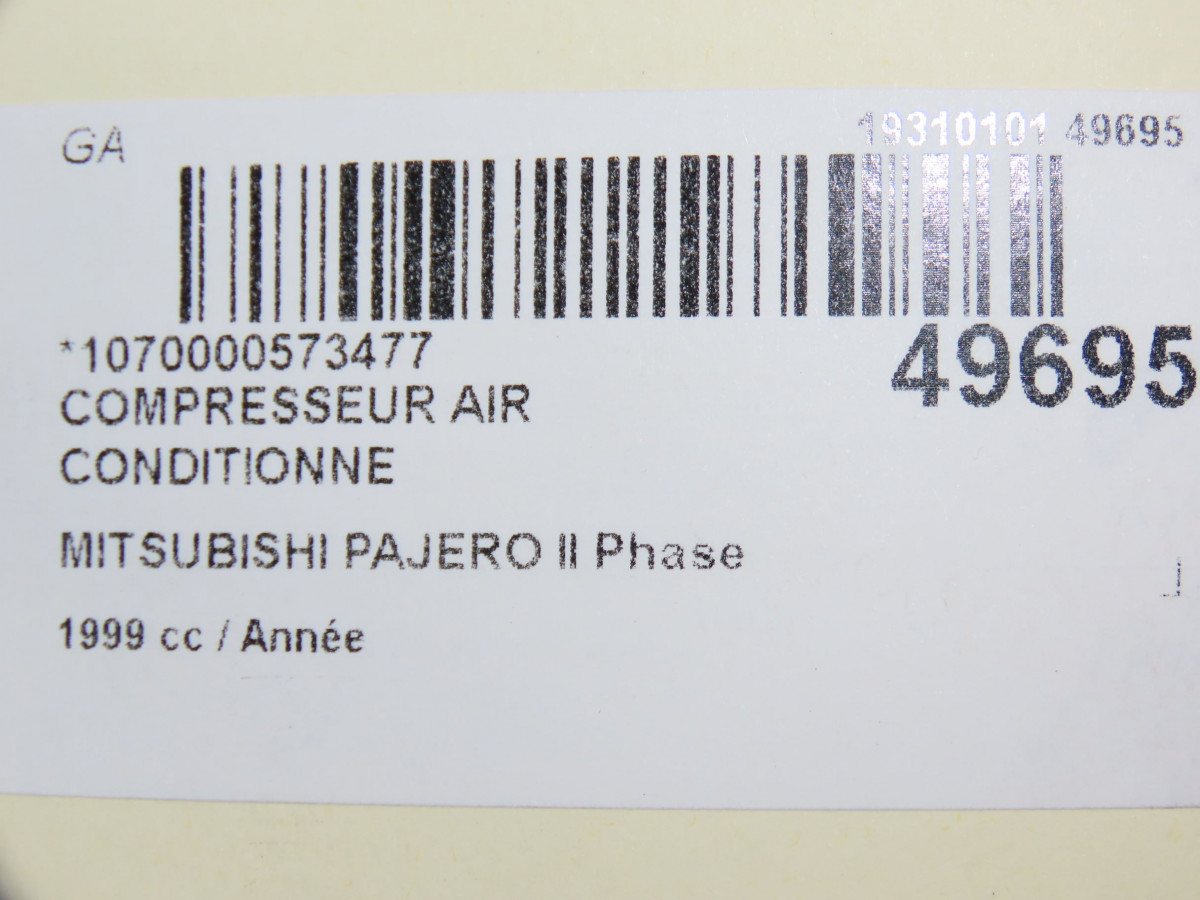 GA
19310101 49695
*1070000573477
49695
COMPRESSEUR AIR
CONDITIONNE
MITSUBISHI PAJERO II Phase
1999 cc / Année